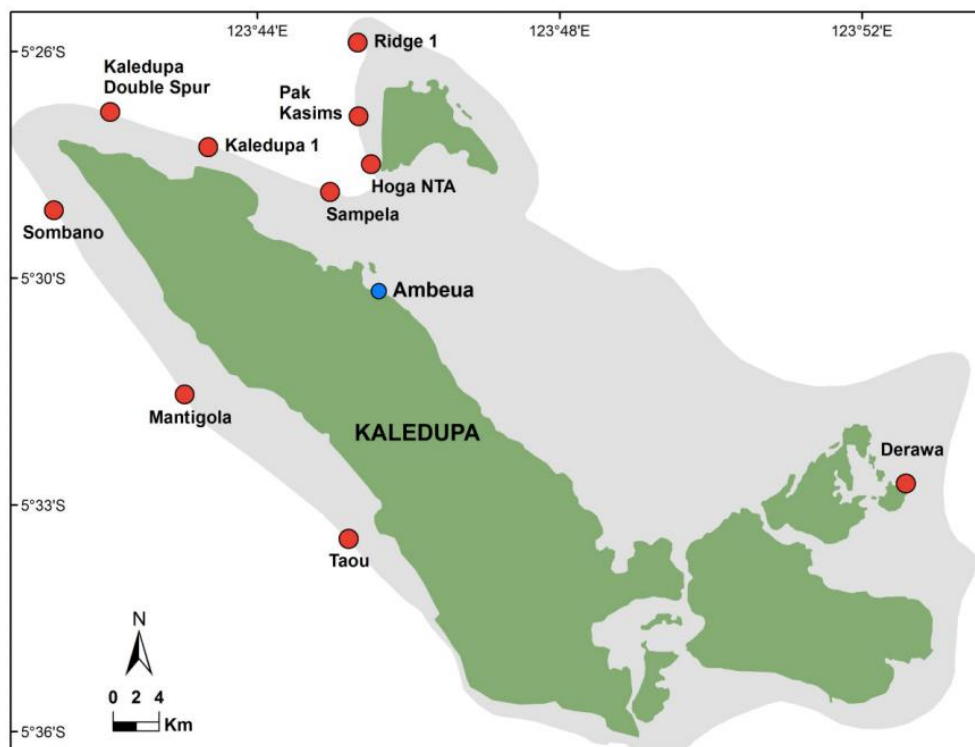 123°44'E
123°48'E
123°52'E
5°26'S
Ridge 1
Kaledupa
Double Spur
Pak
Kasims
Kaledupa 1
Hoga NTA
Sampela
Sombano
5°30'S
Ambeua
Mantigola
KALEDUPA
Derawa
5°33'S
Taou
N
0 2 4
Km
5°36'S